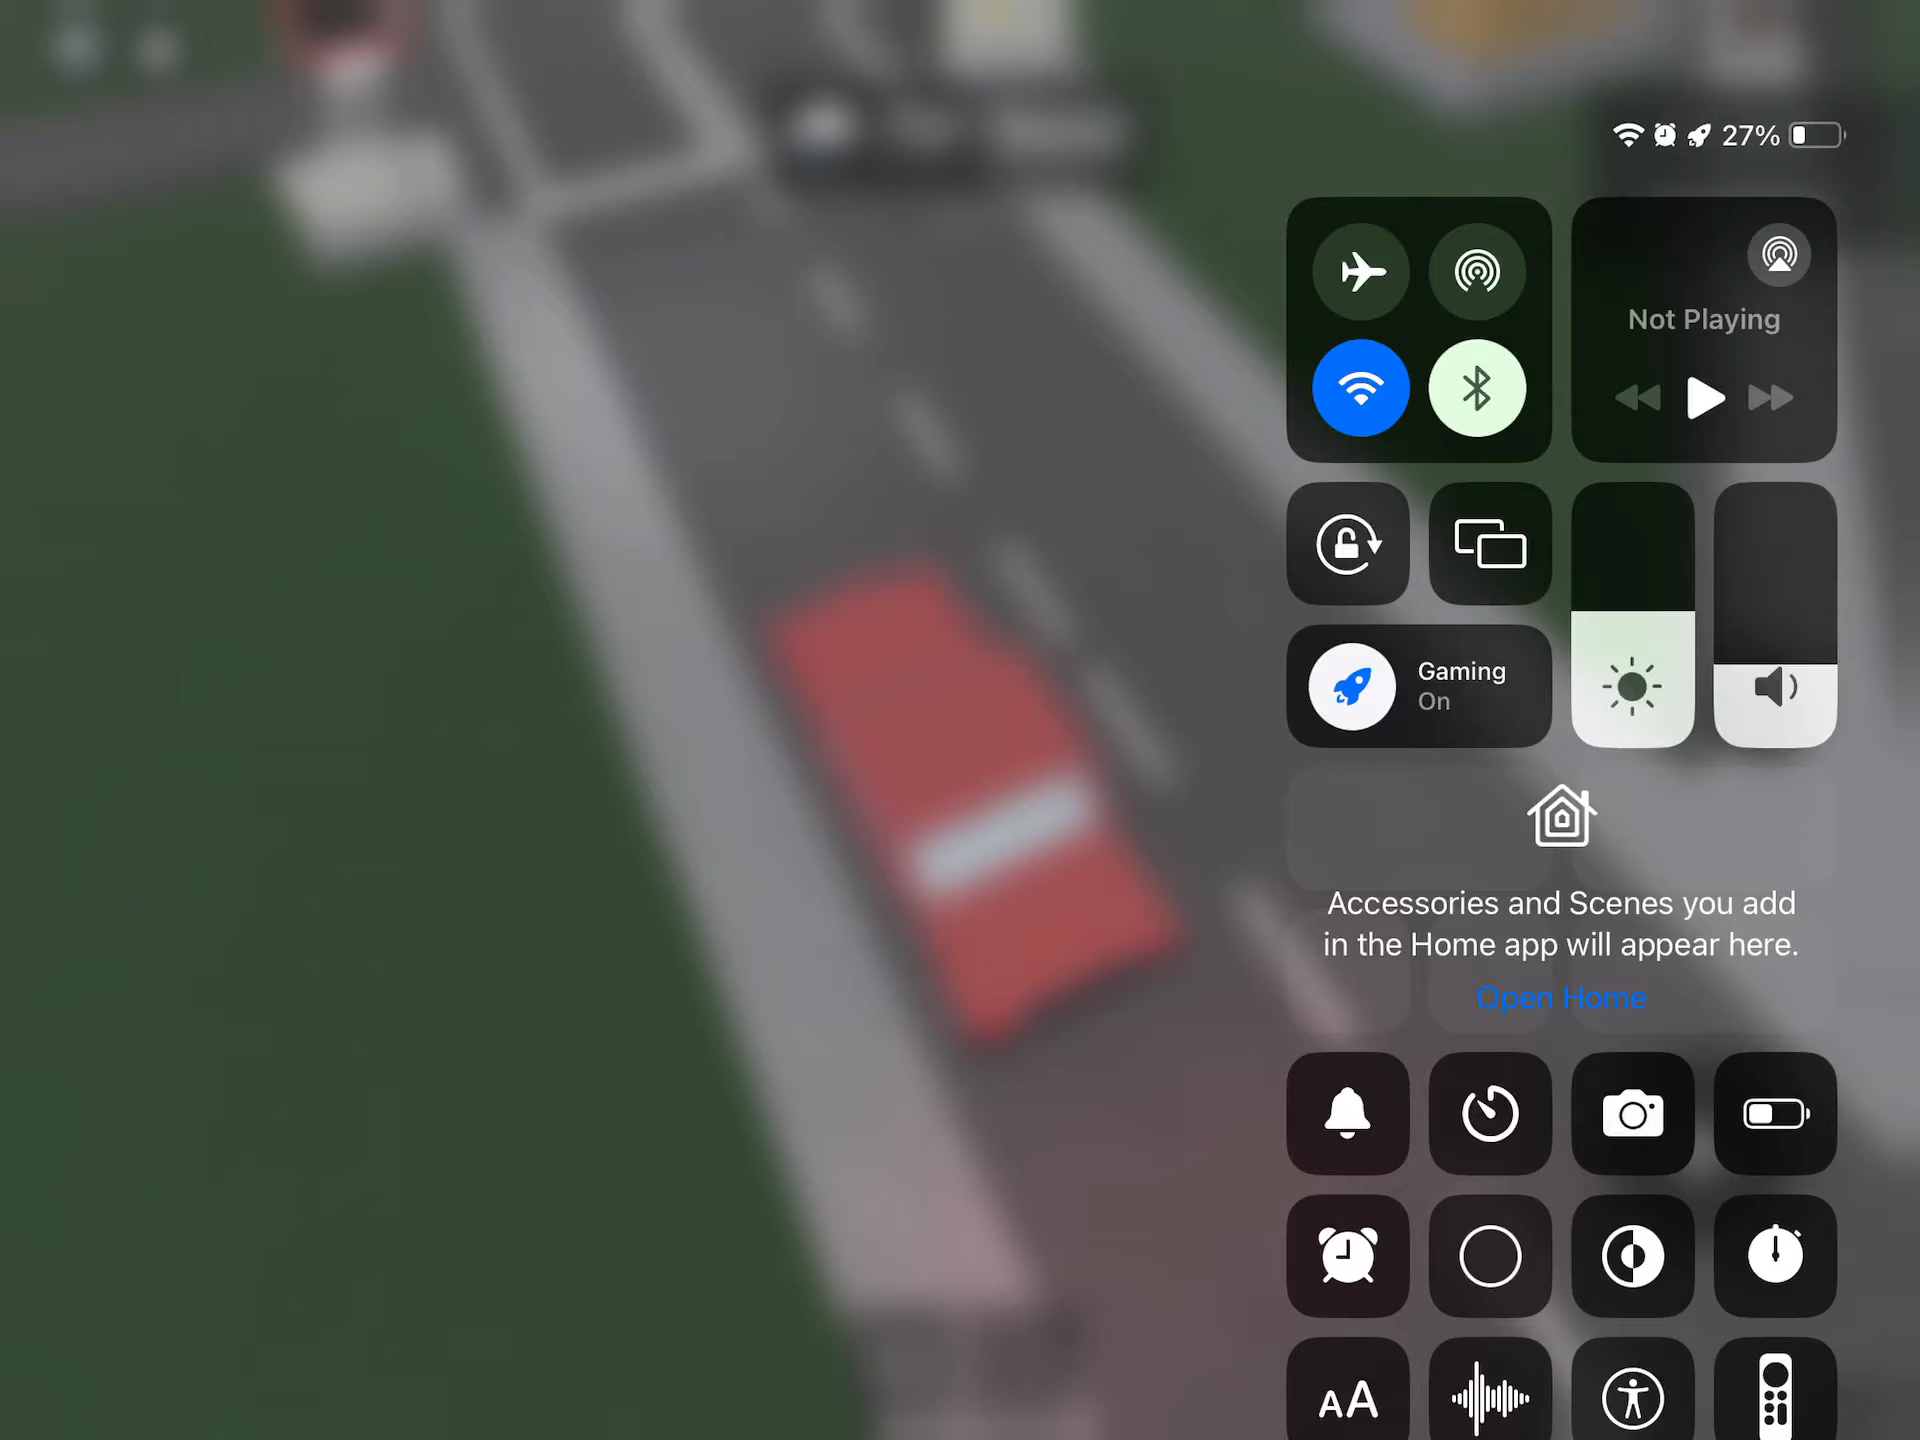 27%
Not Playing
Gaming
On
Accessories and Scenes you add
in the Home app will appear here.
Open Home
AA